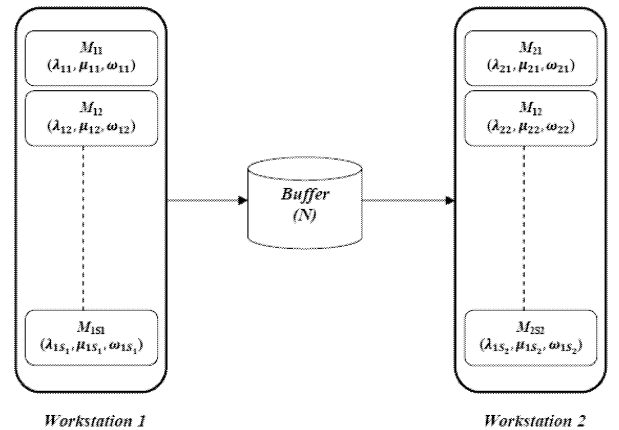 M₁₁
(λ₁₁, μ₁₁, ω₁₁)
M₁₂
(λ₁₂, μ₁₂, ω₁₂)
M₁S₁
(λ₁S₁, μ₁S₁, ω₁S₁)
Workstation 1
Buffer
(N)
M₂₁
(λ₂₁, μ₂₁, ω₂₁)
M₁₂
(λ₂₂, μ₂₂, ω₂₂)
M₂S₂
(λ₁S₂, μ₁S₂, ω₁S₂)
Workstation 2